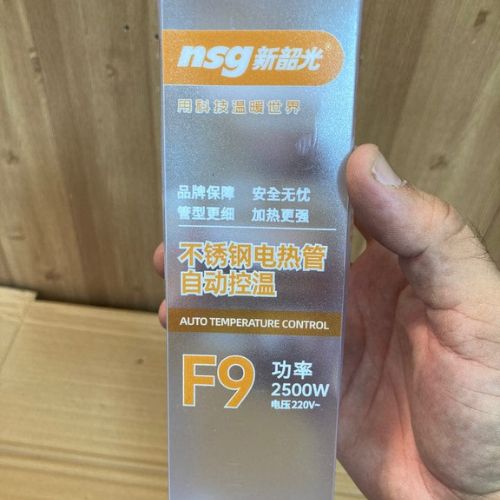 nsg新韶光
用科技温暖世界
品牌保障 安全无忧
管型更细 加热更强
不锈钢电热管
自动控温
AUTO TEMPERATURE CONTROL
F9 功率
2500W
电压220V~